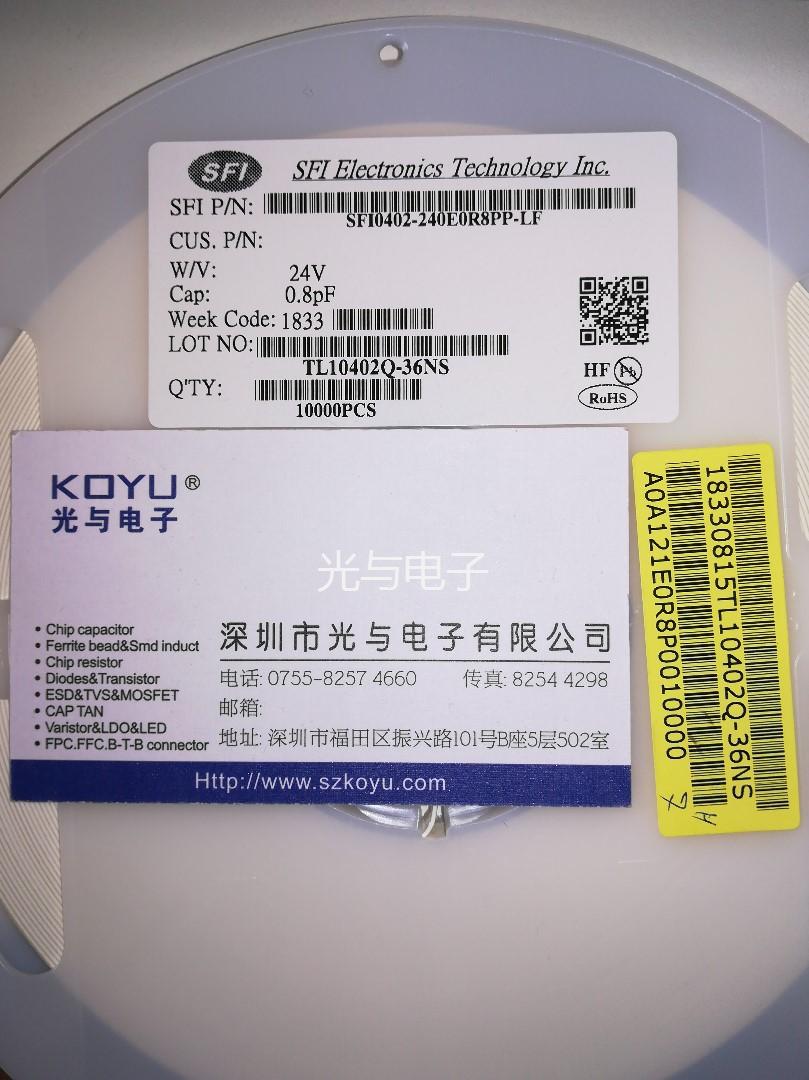 SFI
SFI Electronics Technology Inc.
SFI P/N:
SFI0402-240E0R8PP-LF
CUS. P/N:
W/V: 24V
Cap: 0.8pF
Week Code: 1833
LOT NO:
TL10402Q-36NS
Q'TY:
10000PCS
HF Pb
RoHS
KOYU®
光与电子
光与电子
• Chip capacitor
• Ferrite bead&Smd induct
• Chip resistor
• Diodes&Transistor
• ESD&TVS&MOSFET
• CAP TAN
• Varistor&LDO&LED
• FPC.FFC.B-T-B connector
深圳市光与电子有限公司
电话: 0755-8257 4660 传真: 8254 4298
邮箱:
地址: 深圳市福田区振兴路101号B座5层502室
Http://www.szkoyu.com
18330815TL10402Q-36NS
A0A121E0R8P0010000